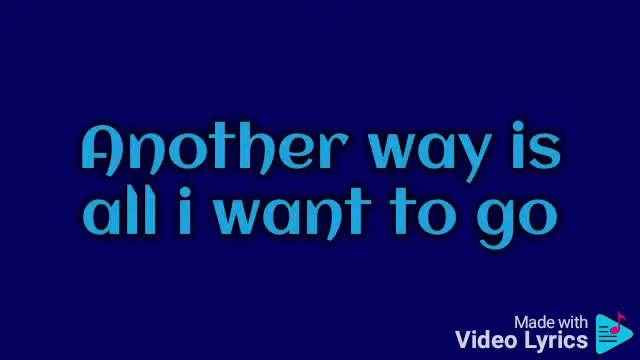 Another way is
all i want to go
Made with
Video Lyrics